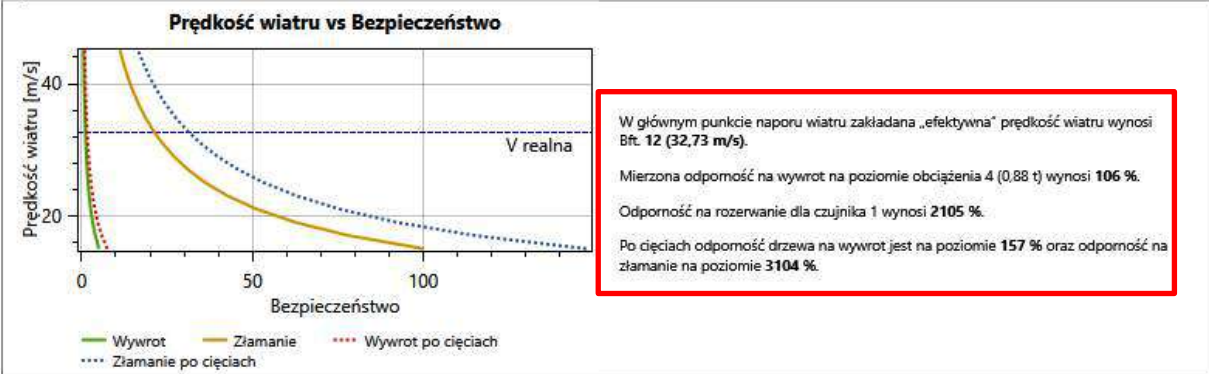 Prędkość wiatru vs Bezpieczeństwo
Prędkość wiatru [m/s]
40
20
V realna
0 50 100
Bezpieczeństwo
Wywrot Złamanie Wywrot po cięciach
Złamanie po cięciach
W głównym punkcie naporu wiatru zakładana „efektywna" prędkość wiatru wynosi
Bft. 12 (32,73 m/s).
Mierzona odporność na wywrot na poziomie obciążenia 4 (0,88 t) wynosi 106 %.
Odporność na rozerwanie dla czujnika 1 wynosi 2105 %.
Po cięciach odporność drzewa na wywrot jest na poziomie 157 % oraz odporność na
złamanie na poziomie 3104 %.